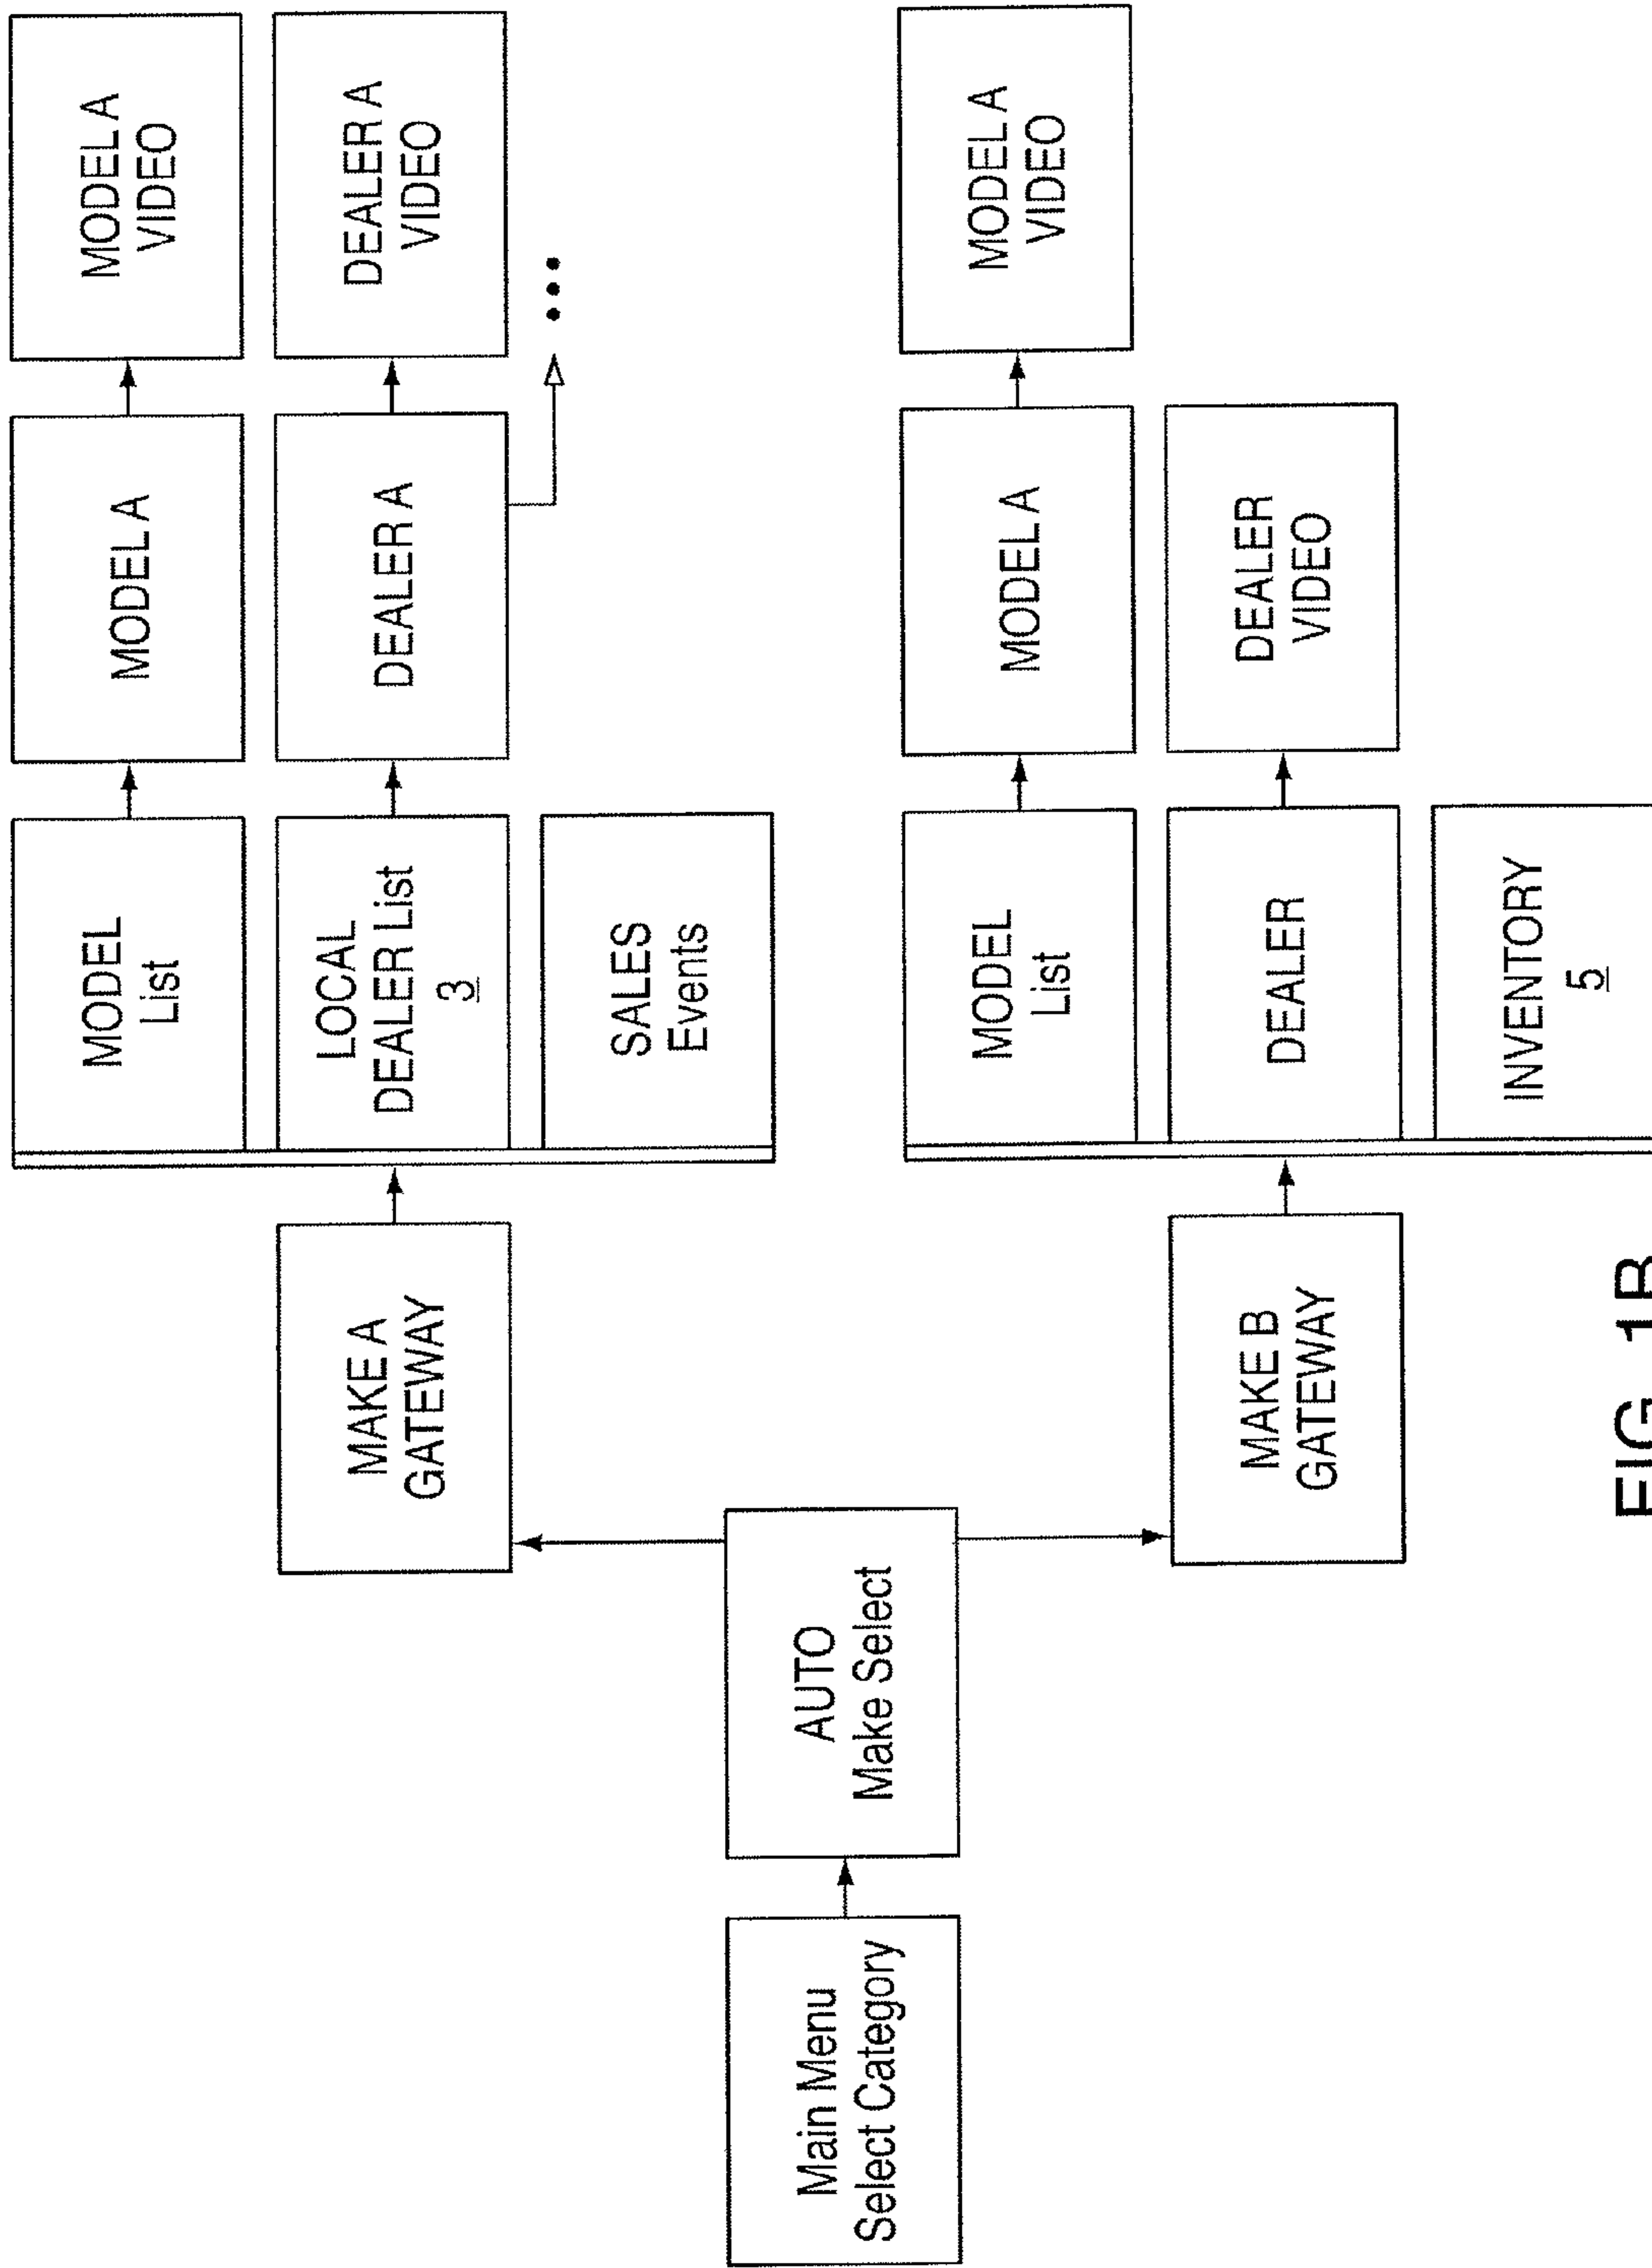 Main Menu
Select Category
AUTO
Make Select
MAKE A
GATEWAY
MODEL
List
MODEL A
MODEL A
VIDEO
LOCAL
DEALER List
3
DEALER A
DEALER A
VIDEO
SALES
Events
MAKE B
GATEWAY
MODEL
List
MODEL A
MODEL A
VIDEO
DEALER
DEALER
VIDEO
INVENTORY
5
FIG. 1B